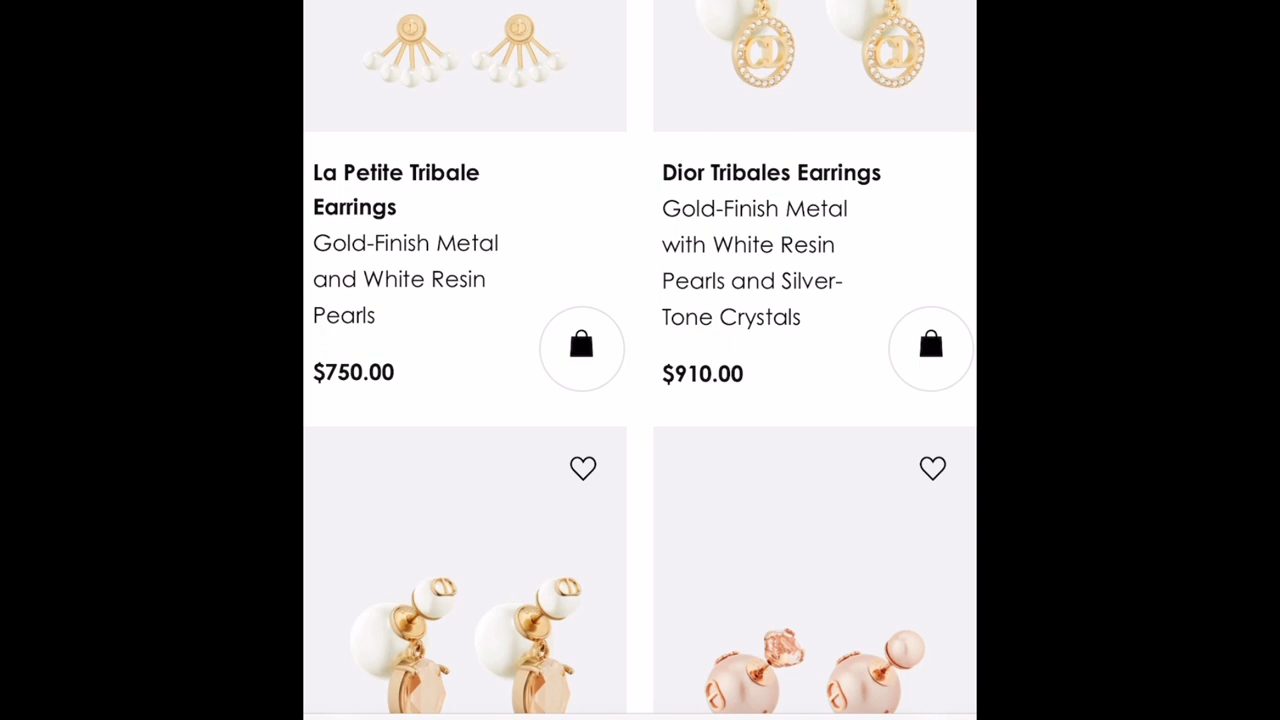 La Petite Tribale
Earrings
Gold-Finish Metal
and White Resin
Pearls
$750.00
Dior Tribales Earrings
Gold-Finish Metal
with White Resin
Pearls and Silver-
Tone Crystals
$910.00